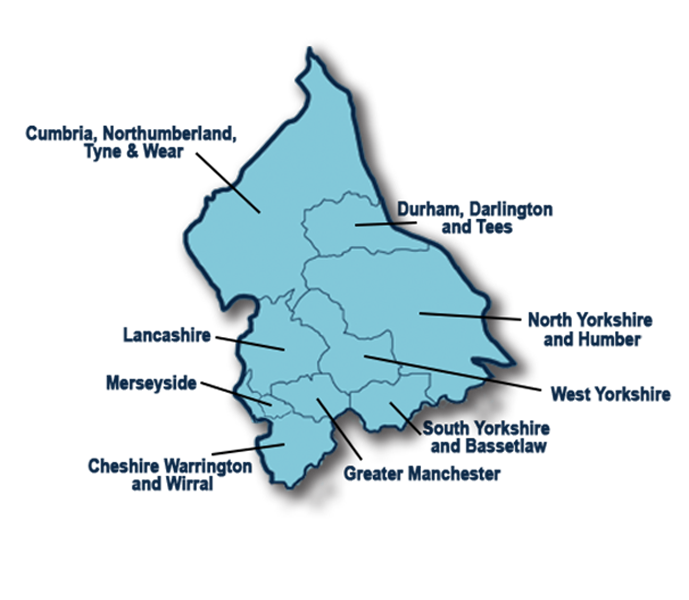 Cumbria, Northumberland,
Tyne & Wear
Durham, Darlington
and Tees
North Yorkshire
and Humber
Lancashire
Merseyside
West Yorkshire
South Yorkshire
and Bassetlaw
Cheshire Warrington
and Wirral
Greater Manchester